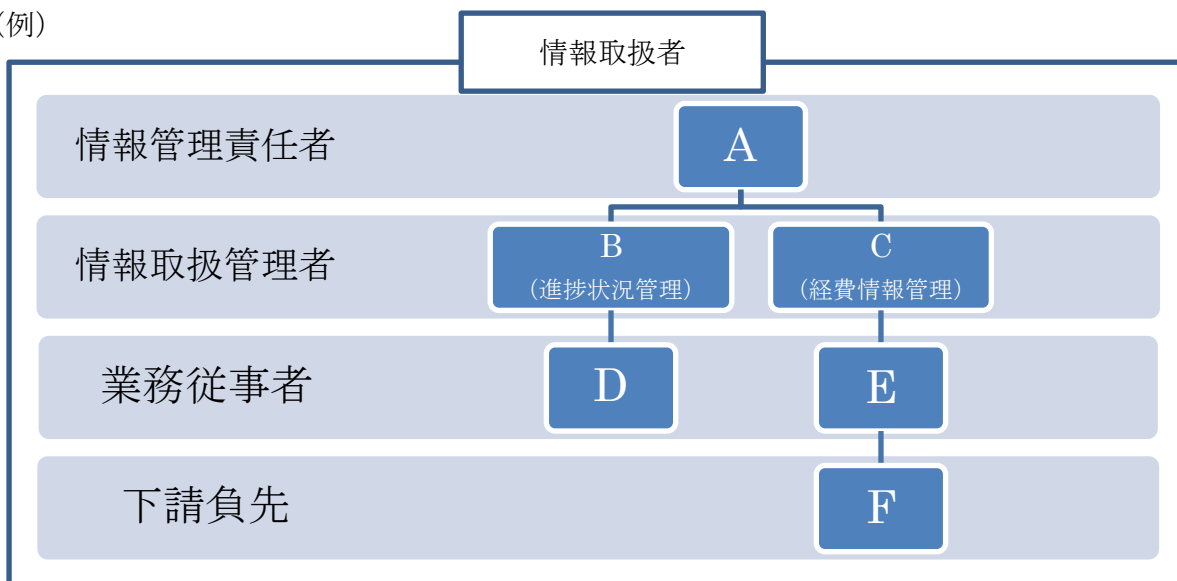 （例）
情報取扱者
情報管理責任者
A
情報取扱管理者
B
（進捗状況管理）
C
（経費情報管理）
業務従事者
D
E
下請負先
F